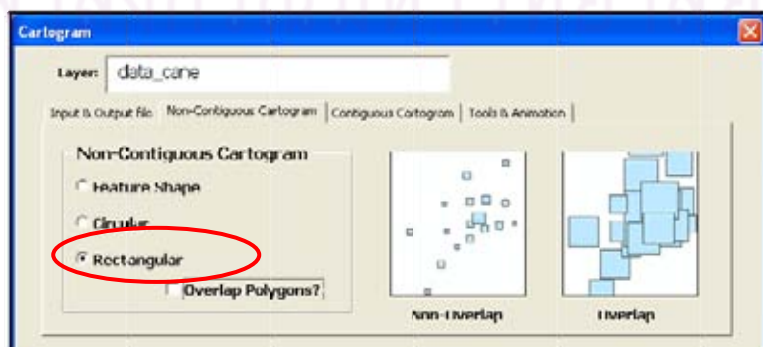 Cartogram
Layer: data_cane
Input & Output file Non-Contiguous Cartogram Contiguous Cartogram Tools & Animation
Non-Contiguous Cartogram
Feature Shape
Circular
Rectangular
Overlap Polygons?
Non-Overlap
Overlap